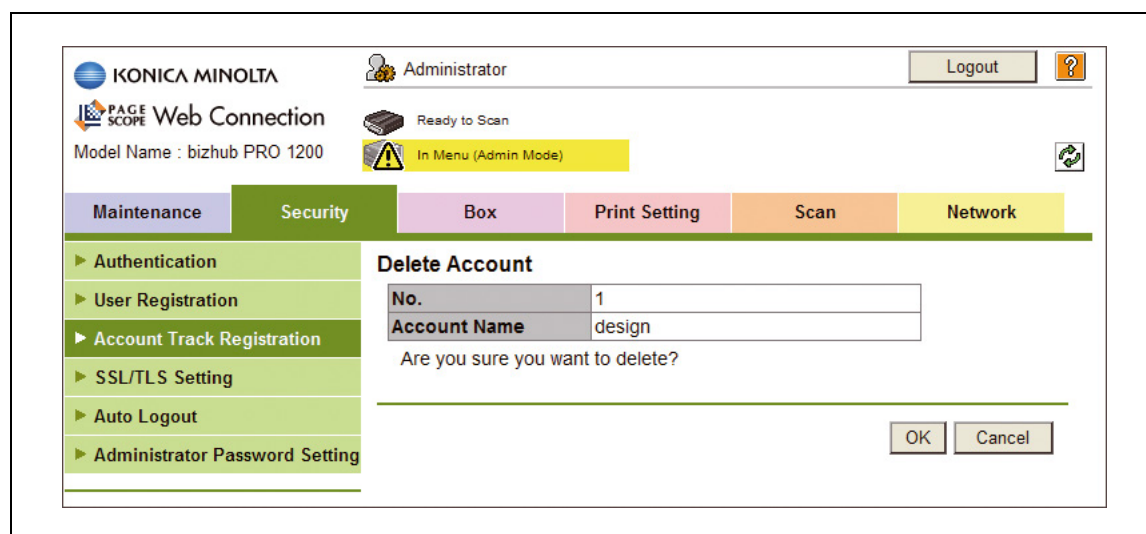 KONICA MINOLTA
Administrator
Logout
?
PAGE SCOPE Web Connection
Ready to Scan
Model Name : bizhub PRO 1200
In Menu (Admin Mode)
Maintenance Security Box Print Setting Scan Network
Authentication
User Registration
Account Track Registration
SSL/TLS Setting
Auto Logout
Administrator Password Setting
Delete Account
No. 1
Account Name design
Are you sure you want to delete?
OK Cancel